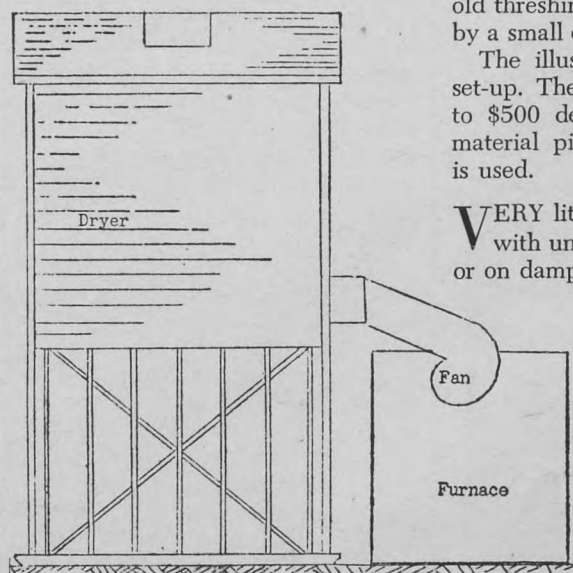 old threshin
by a small
The illus
set-up. The
to $500 de
material pi
is used.
VERY lit
with un
or on damp
Dryer
Fan
Furnace